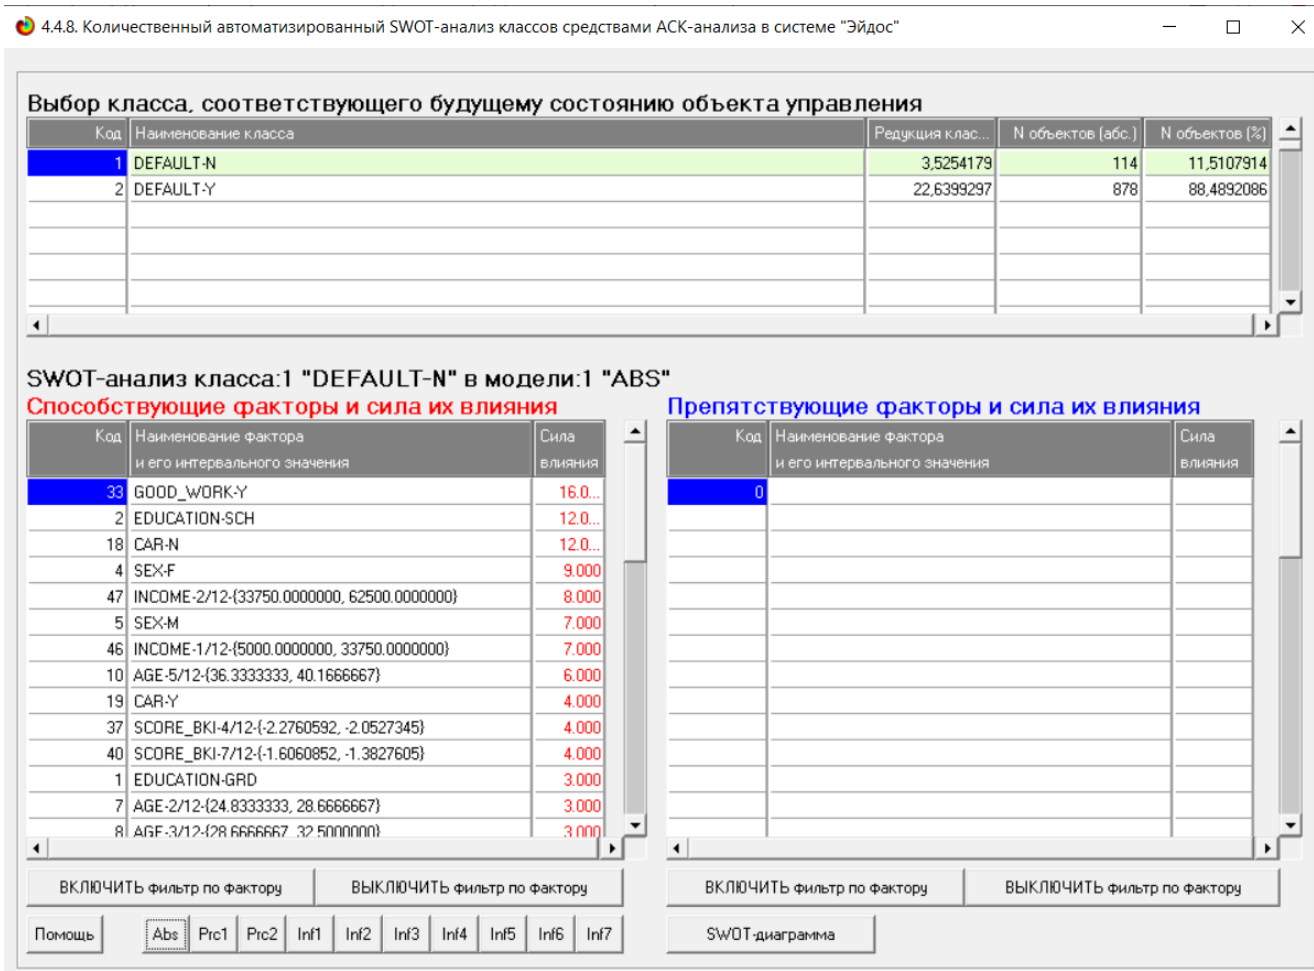 4.4.8. Количественный автоматизированный SWOT-анализ классов средствами АСК-анализа в системе "Эйдос"
Выбор класса, соответствующего будущему состоянию объекта управления
Код Наименование класса Редукция клас... N объектов (абс.) N объектов (%)
1 DEFAULT-N 3,5254179 114 11,5107914
2 DEFAULT-Y 22,6399297 878 88,4892086
SWOT-анализ класса:1 "DEFAULT-N" в модели:1 "ABS"
Способствующие факторы и сила их влияния
Код Наименование фактора Сила
и его интервального значения влияния
33 GOOD_WORK-Y 16.0...
2 EDUCATION-SCH 12.0...
18 CAR-N 12.0...
4 SEX-F 9.000
47 INCOME-2/12-{33750.0000000, 62500.0000000} 8.000
5 SEX-M 7.000
46 INCOME-1/12-{5000.0000000, 33750.0000000} 7.000
10 AGE-5/12-{36.3333333, 40.1666667} 6.000
19 CAR-Y 4.000
37 SCORE_BKI-4/12-{-2.2760592, -2.0527345} 4.000
40 SCORE_BKI-7/12-{-1.6060852, -1.3827605} 4.000
1 EDUCATION-GRD 3.000
7 AGE-2/12-{24.8333333, 28.6666667} 3.000
8 AGE-3/12-{28.6666667, 32.5000000} 3.000
Препятствующие факторы и сила их влияния
Код Наименование фактора Сила
и его интервального значения влияния
0
ВКЛЮЧИТЬ фильтр по фактору ВЫКЛЮЧИТЬ фильтр по фактору
ВКЛЮЧИТЬ фильтр по фактору ВЫКЛЮЧИТЬ фильтр по фактору
Помощь Abs Prc1 Prc2 Inf1 Inf2 Inf3 Inf4 Inf5 Inf6 Inf7 SWOT-диаграмма